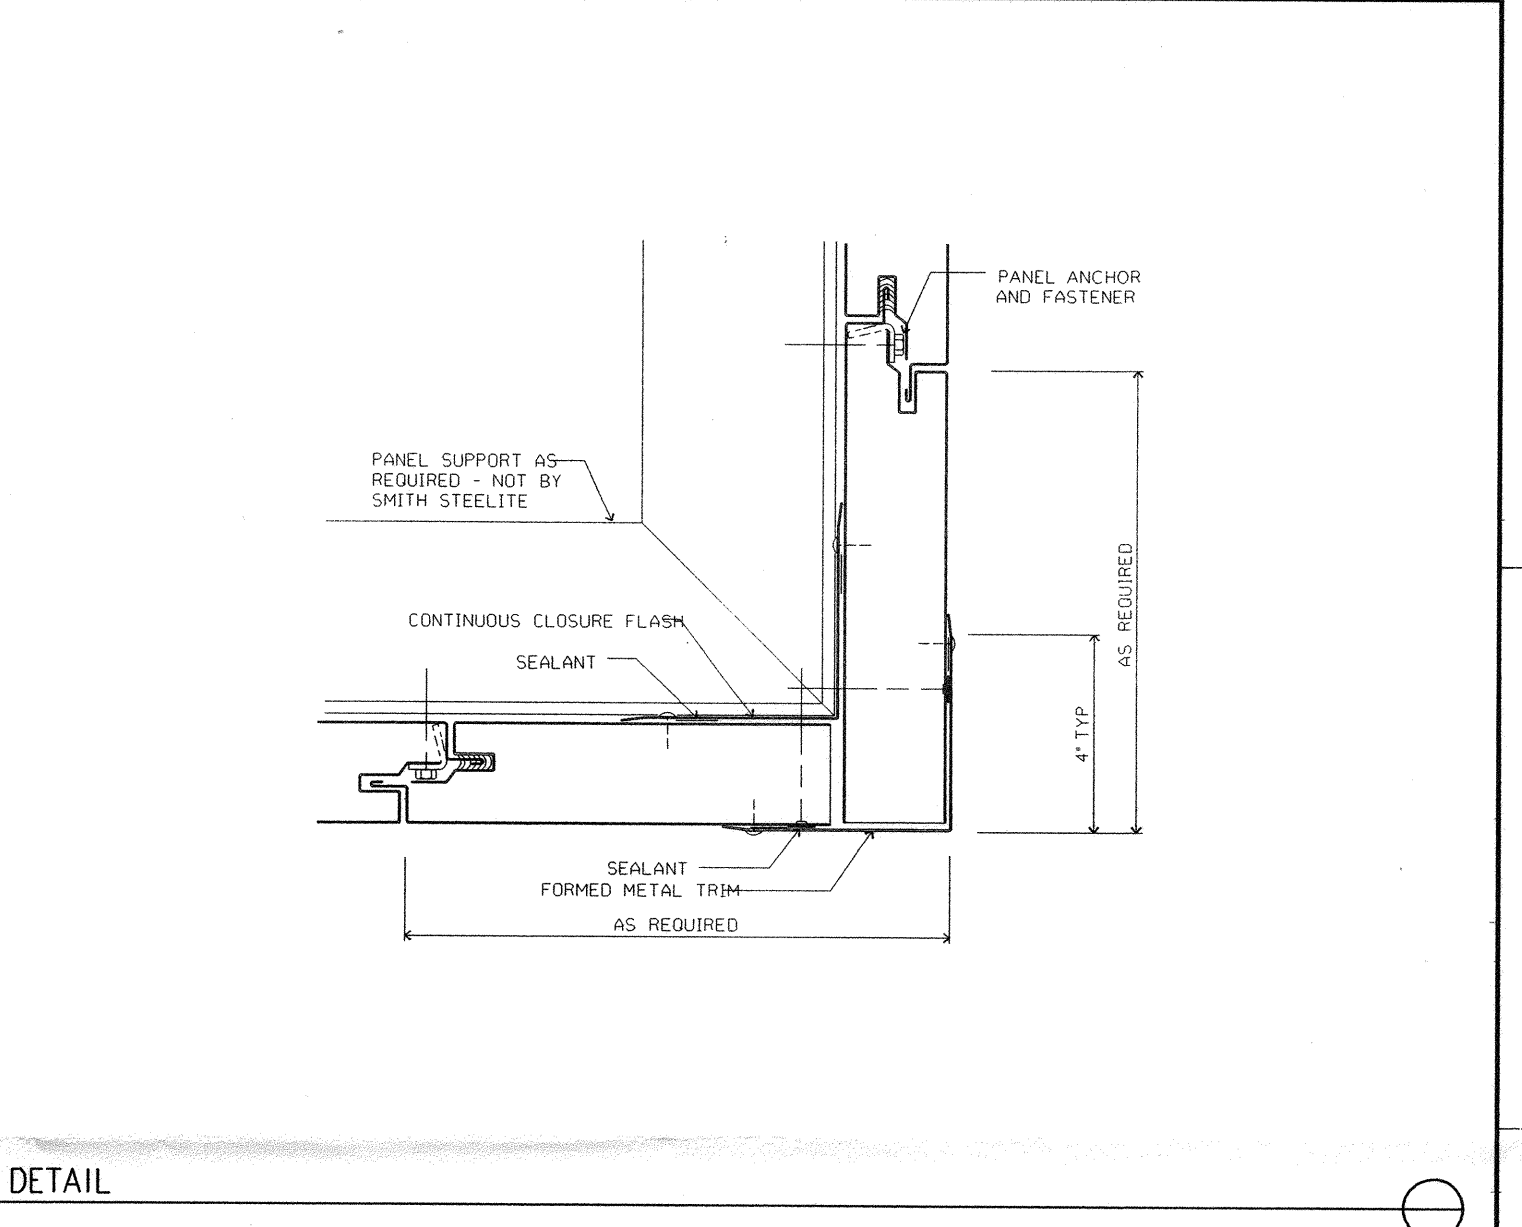 PANEL ANCHOR
AND FASTENER
PANEL SUPPORT AS
REQUIRED - NOT BY
SMITH STEELITE
AS REQUIRED
CONTINUOUS CLOSURE FLASH
SEALANT
4" TYP
SEALANT
FORMED METAL TRIM
AS REQUIRED
DETAIL